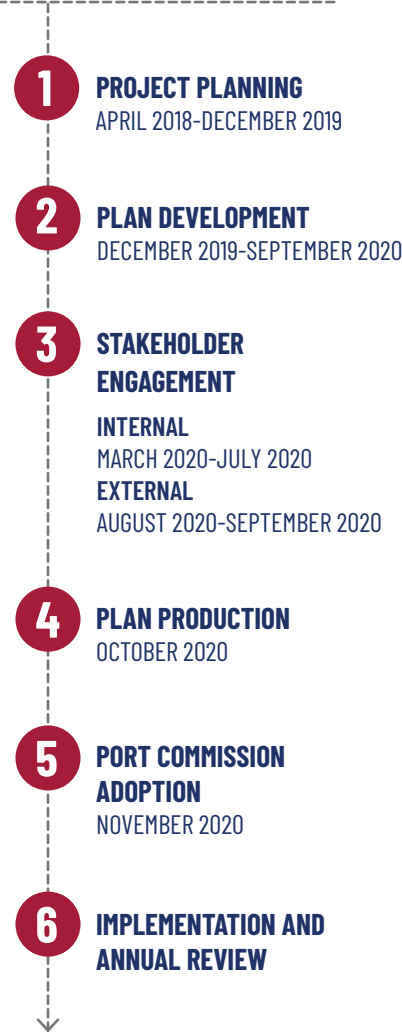 1
PROJECT PLANNING
APRIL 2018-DECEMBER 2019
2
PLAN DEVELOPMENT
DECEMBER 2019-SEPTEMBER 2020
3
STAKEHOLDER
ENGAGEMENT
INTERNAL
MARCH 2020-JULY 2020
EXTERNAL
AUGUST 2020-SEPTEMBER 2020
4
PLAN PRODUCTION
OCTOBER 2020
5
PORT COMMISSION
ADOPTION
NOVEMBER 2020
6
IMPLEMENTATION AND
ANNUAL REVIEW